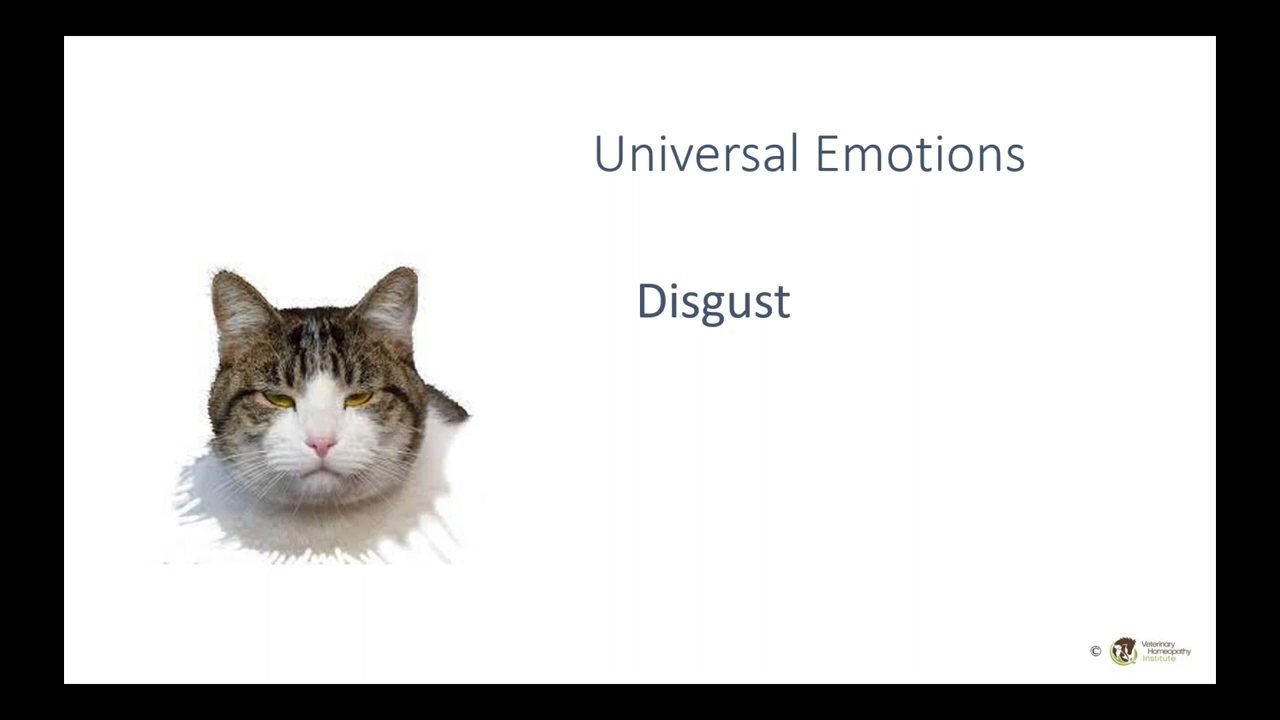 Universal Emotions
Disgust
©
Veterinary
Homeopathy
Institute